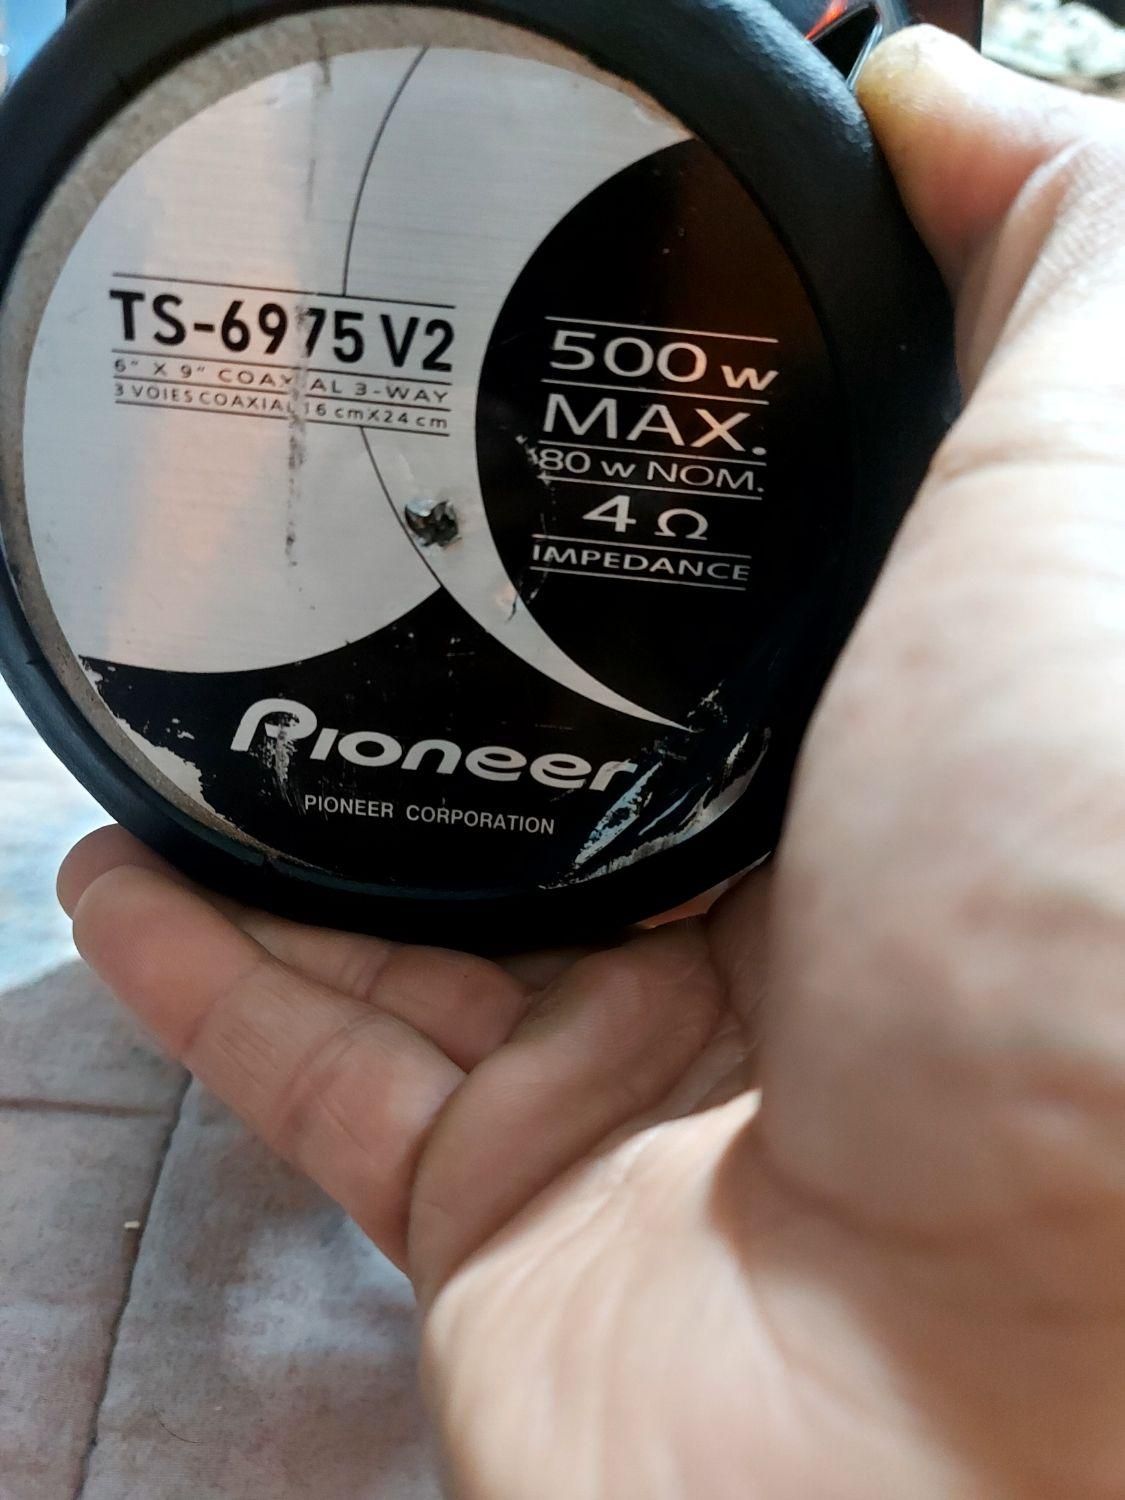 TS-6975 V2
6" X 9" COAXIAL 3-WAY
3 VOIES COAXIAL 16 cm X 24 cm
500 w
MAX.
80 w NOM.
4 Ω
IMPEDANCE
PIONEER
PIONEER CORPORATION